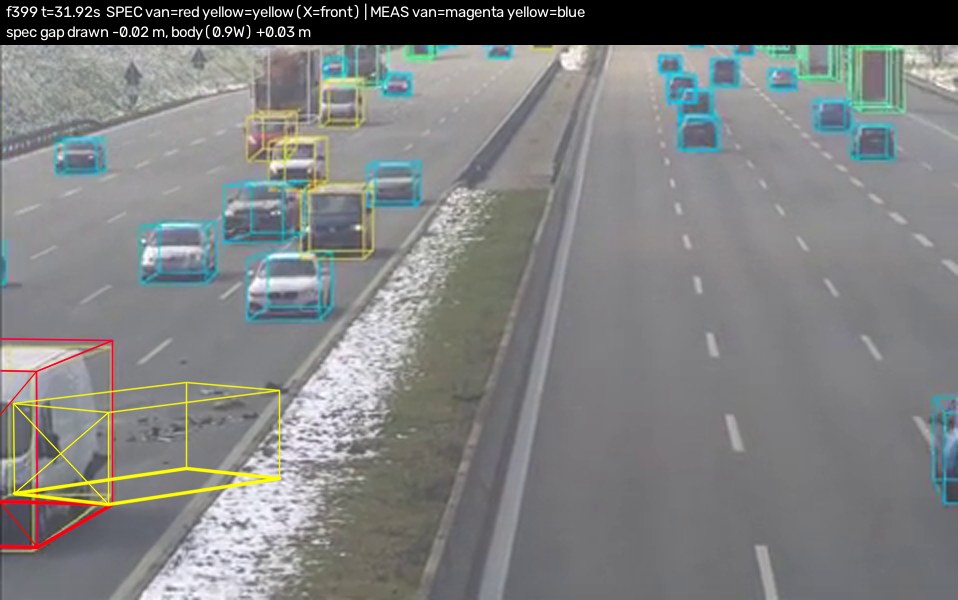 f399 t=31.92s SPEC van=red yellow=yellow (X=front) | MEAS van=magenta yellow=blue
spec gap drawn -0.02 m, body(0.9W) +0.03 m